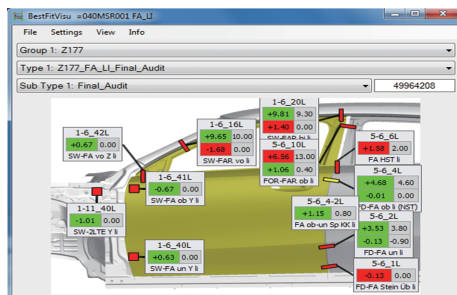 BestFitVisu =040MSR001 FA_LI
File Settings View Info
Group 1: Z177
Type 1: Z177_FA_LI_Final_Audit
Sub Type 1: Final_Audit 49964208
1-6_20L
+9.81 9.30
+1.40 0.00
1-6_16L
+9.65 10.00
-1.68 0.00
SW-FAR vo li
1-6_42L
+0.67 0.00
SW-FA vo Z li
5-6_10L
+6.56 13.00
+1.06 0.40
FOR-FAR ob li
5-6_6L
+1.58 2.00
FA HST li
1-6_41L
-0.67 0.00
SW-FA ob Y li
5-6_4L
+4.68 4.60
-0.01 0.00
FD-FA ob li (NST)
1-11_40L
-1.01 0.00
SW-2LTE Y li
5-6_4-2L
+1.15 0.80
FA ob-un Sp KK li
5-6_2L
+3.53 3.80
-0.13 -0.90
FD-FA un li
1-6_40L
+0.63 0.00
SW-FA un Y li
5-6_1L
-0.13 0.00
FD-FA Stein Üb li